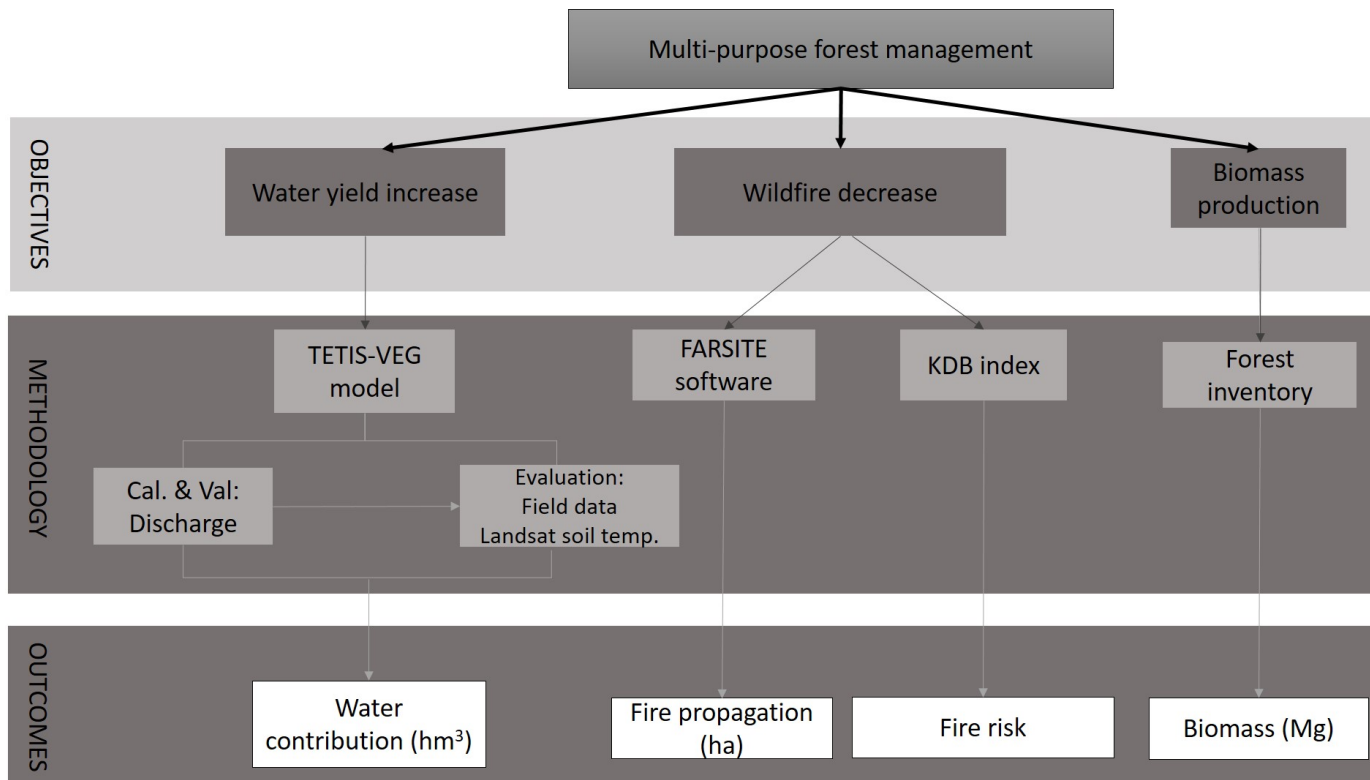 Multi-purpose forest management
OBJECTIVES
Water yield increase
Wildfire decrease
Biomass
production
METHODOLOGY
TETIS-VEG
model
FARSITE
software
KDB index
Forest
inventory
Cal. & Val:
Discharge
Evaluation:
Field data
Landsat soil temp.
OUTCOMES
Water
contribution (hm³)
Fire propagation
(ha)
Fire risk
Biomass (Mg)